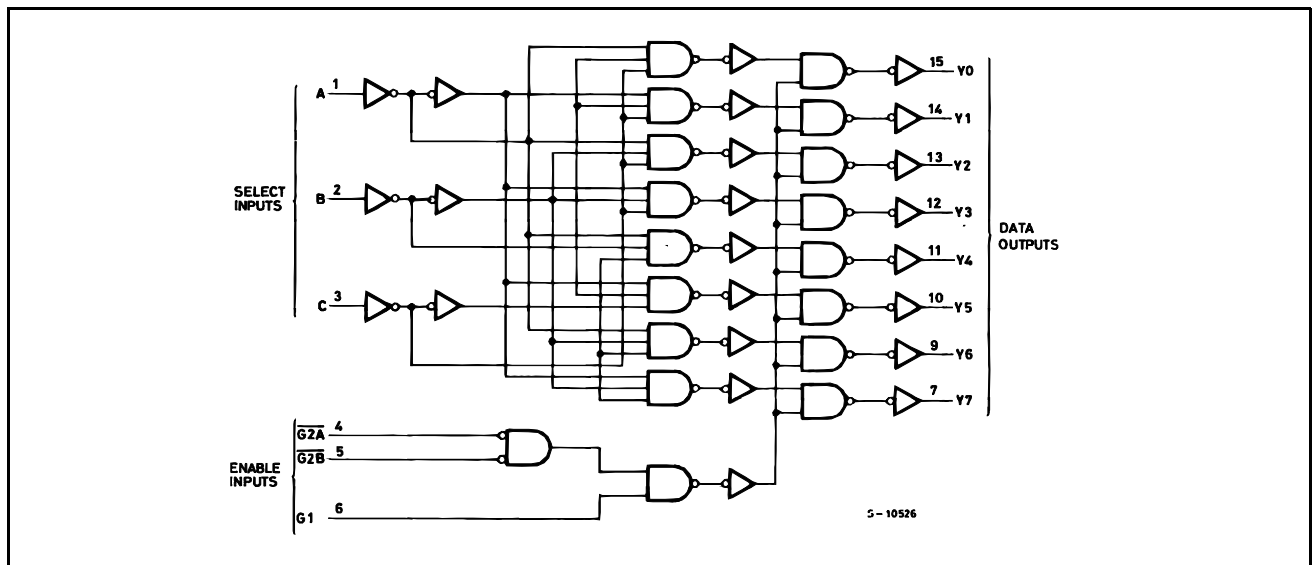 SELECT
INPUTS
A 1
B 2
C 3
ENABLE
INPUTS
G2A 4
G2B 5
G1 6
15 Y0
14 Y1
13 Y2
12 Y3
11 Y4
10 Y5
9 Y6
7 Y7
DATA
OUTPUTS
S-10526